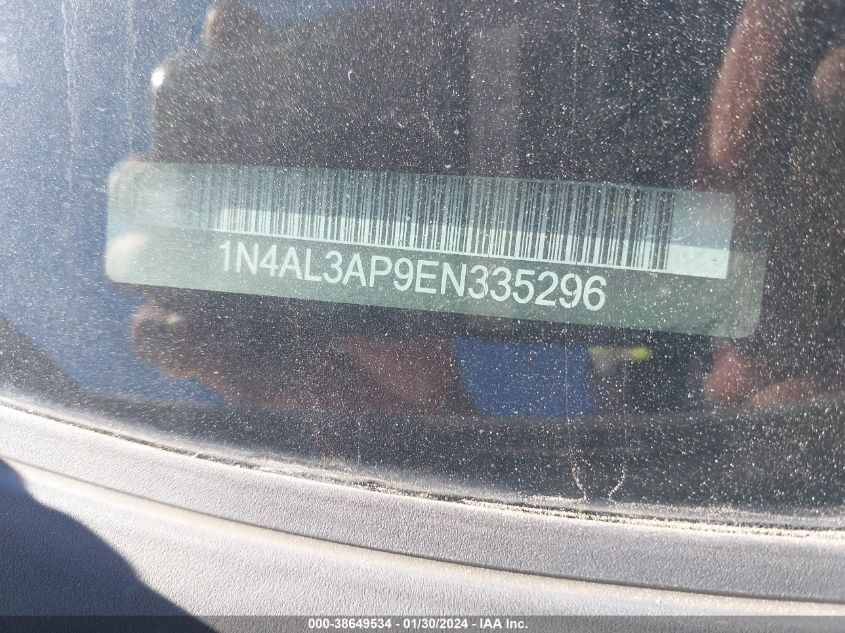 1N4AL3AP9EN335296
000-38649534 - 01/30/2024 - IAA Inc.